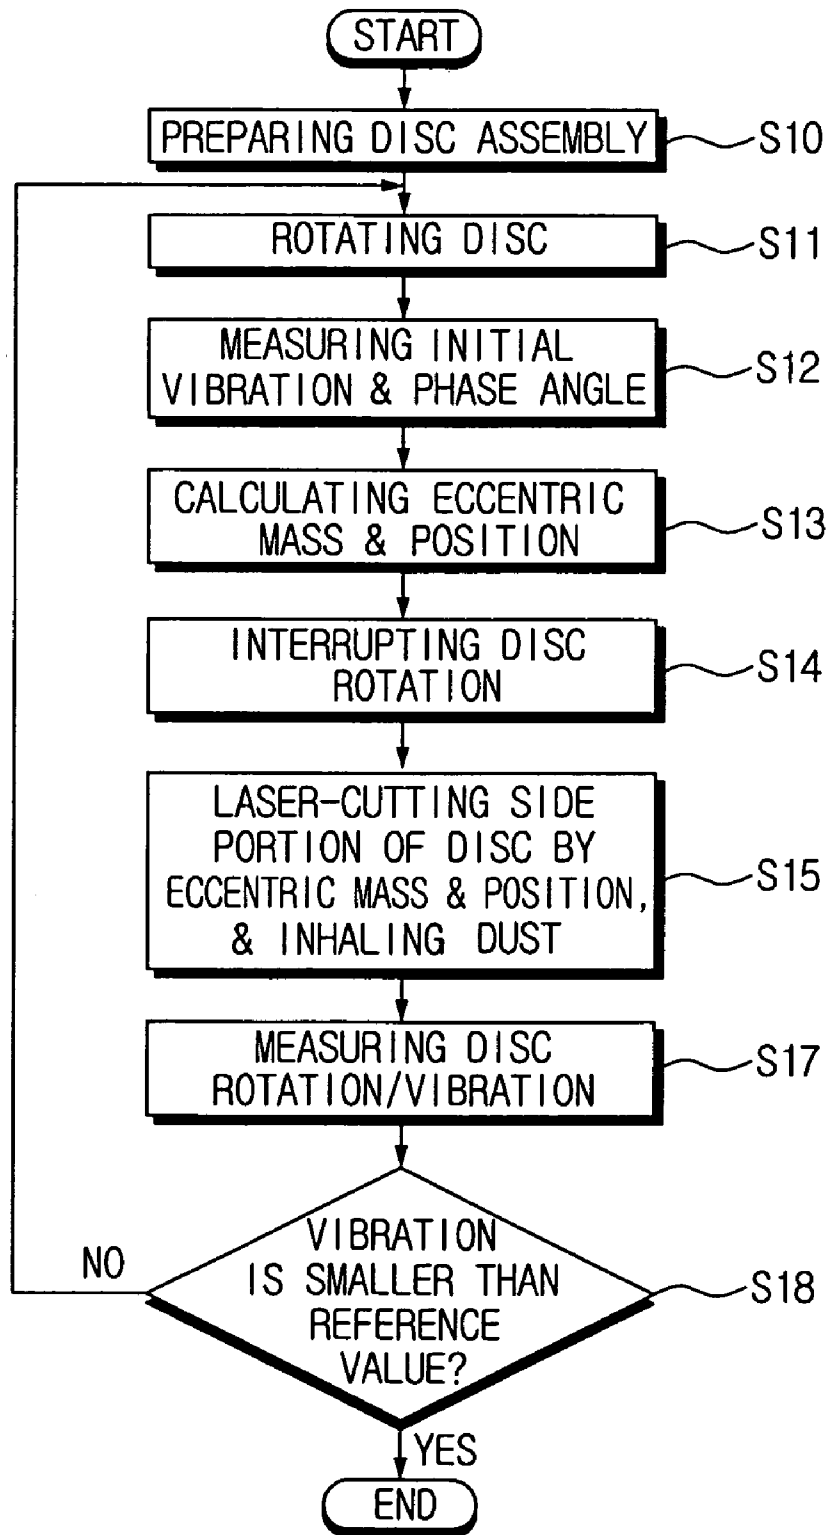 START
PREPARING DISC ASSEMBLY
S10
ROTATING DISC
S11
MEASURING INITIAL
VIBRATION & PHASE ANGLE
S12
CALCULATING ECCENTRIC
MASS & POSITION
S13
INTERRUPTING DISC
ROTATION
S14
LASER-CUTTING SIDE
PORTION OF DISC BY
ECCENTRIC MASS & POSITION,
& INHALING DUST
S15
MEASURING DISC
ROTATION/VIBRATION
S17
VIBRATION
IS SMALLER THAN
REFERENCE
VALUE?
S18
NO
YES
END